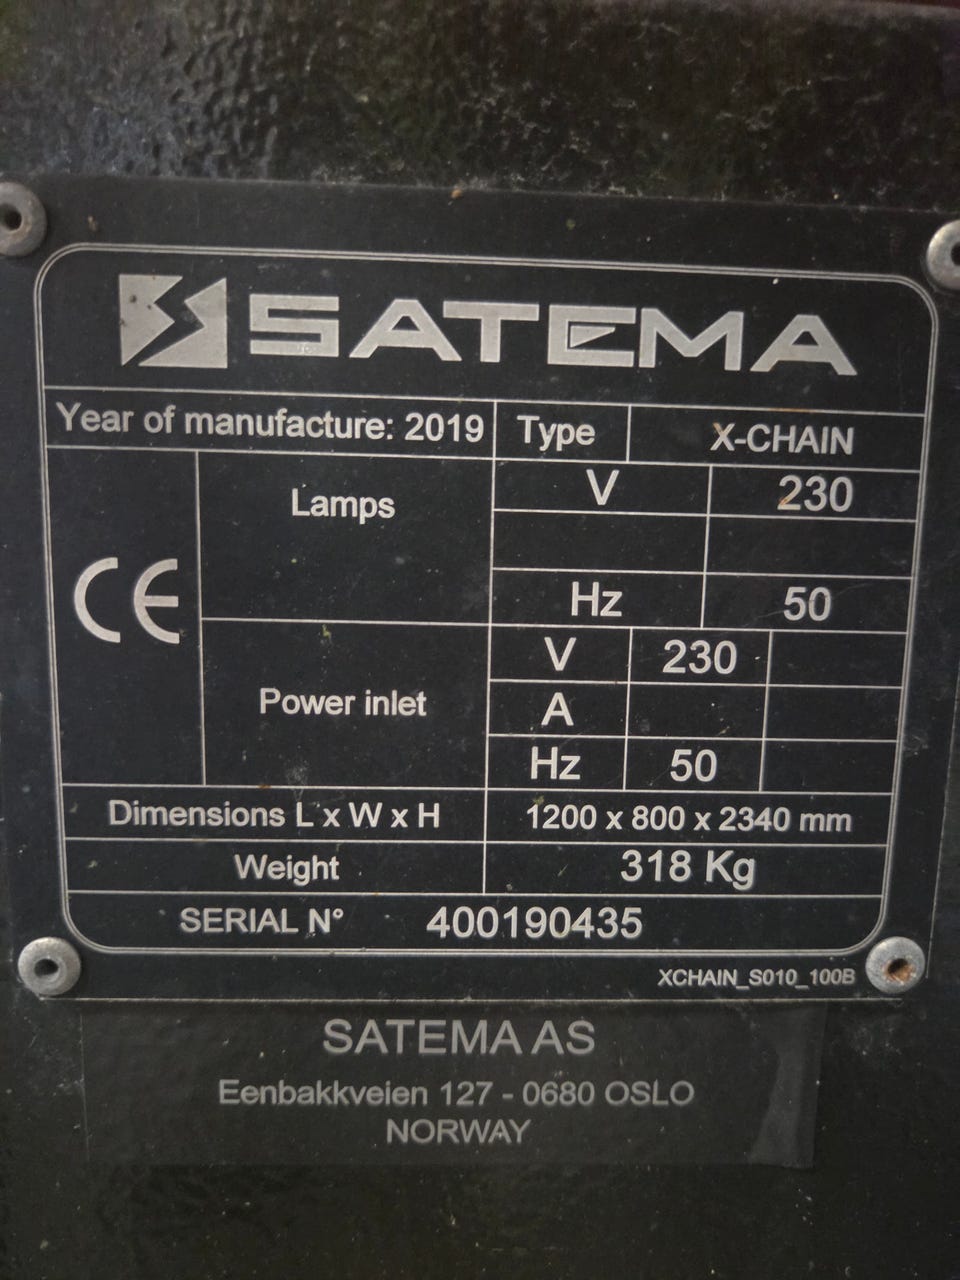 SATEMA
Year of manufacture: 2019 Type X-CHAIN
Lamps V 230
Hz 50
CE
Power inlet V 230
A
Hz 50
Dimensions L x W x H 1200 x 800 x 2340 mm
Weight 318 Kg
SERIAL N° 400190435
XCHAIN_S010_100B
SATEMA AS
Eenbakkveien 127 - 0680 OSLO
NORWAY